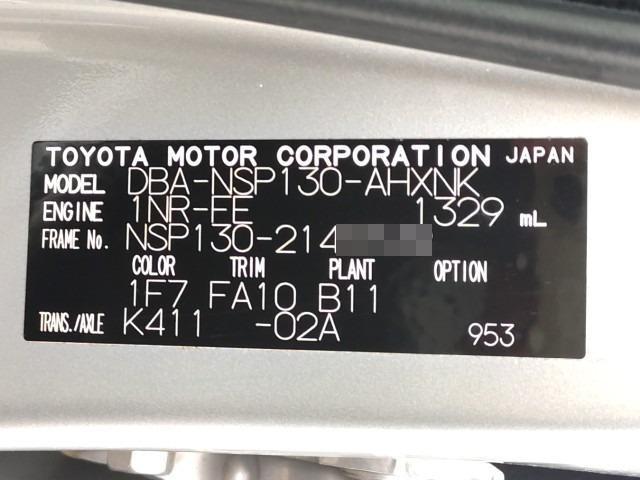 TOYOTA MOTOR CORPORATION JAPAN
MODEL DBA-NSP130-AHXNK
ENGINE 1NR-FE 1329 mL
FRAME No. NSP130-214
COLOR TRIM PLANT OPTION
1F7 FA10 B11
TRANS./AXLE K411 -02A 953